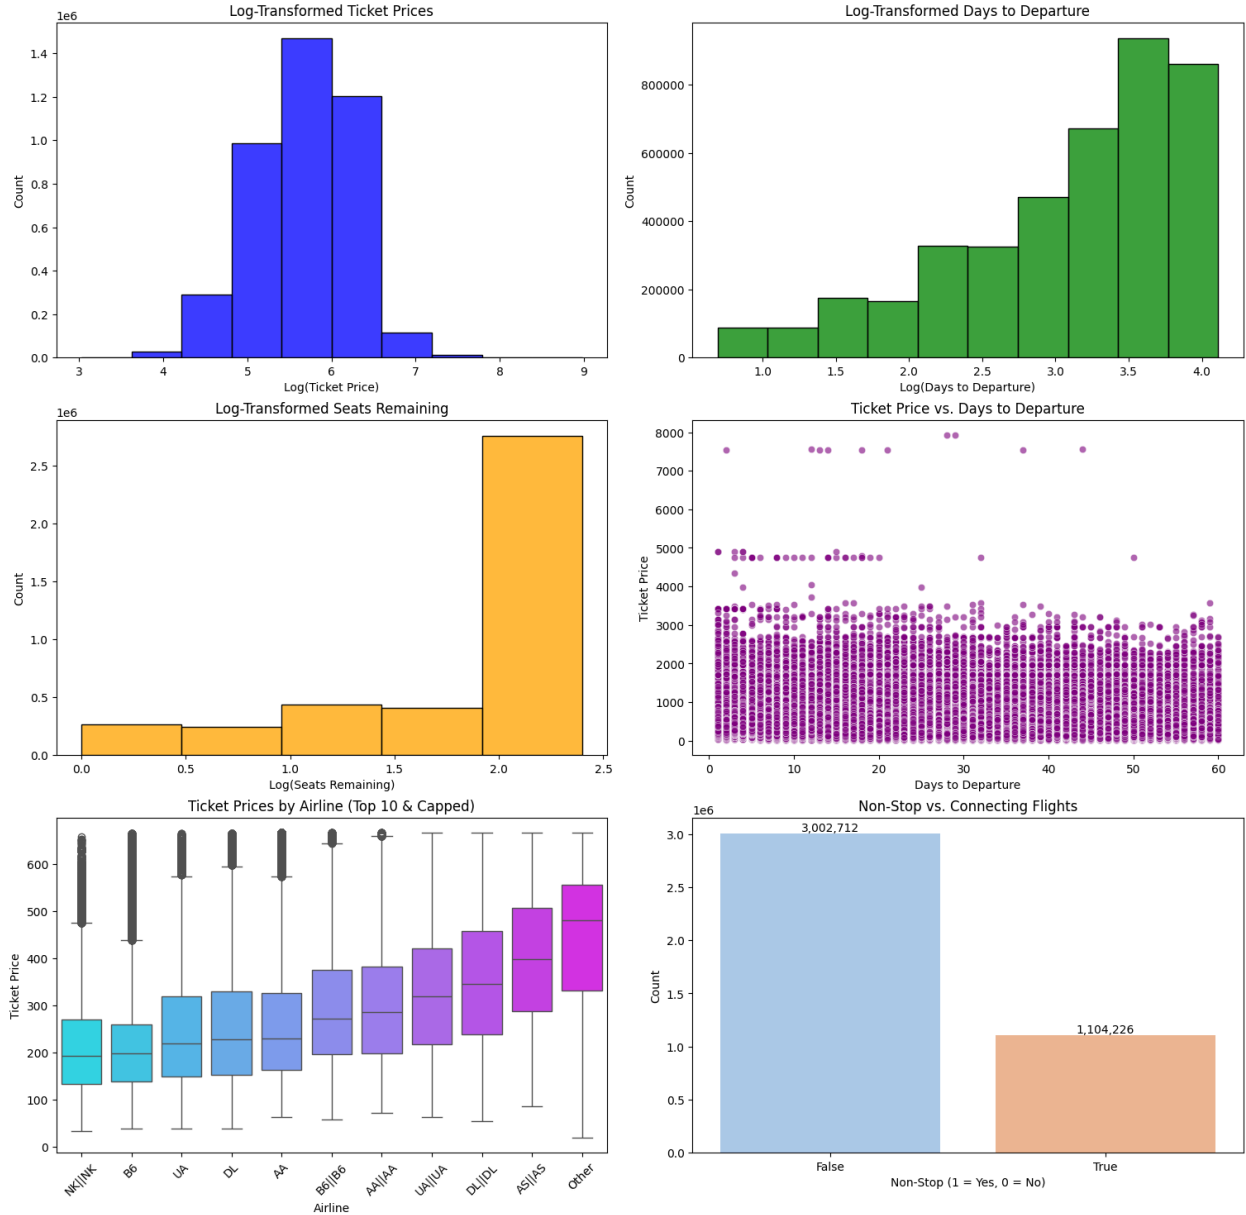 Log-Transformed Ticket Prices
1e6
1.4
1.2
1.0
0.8
0.6
0.4
0.2
0.0
Count
3 4 5 6 7 8 9
Log(Ticket Price)
Log-Transformed Days to Departure
800000
600000
400000
200000
0
Count
1.0 1.5 2.0 2.5 3.0 3.5 4.0
Log(Days to Departure)
Log-Transformed Seats Remaining
1e6
2.5
2.0
1.5
1.0
0.5
0.0
Count
0.0 0.5 1.0 1.5 2.0 2.5
Log(Seats Remaining)
Ticket Price vs. Days to Departure
8000
7000
6000
5000
4000
3000
2000
1000
0
Ticket Price
0 10 20 30 40 50 60
Days to Departure
Ticket Prices by Airline (Top 10 & Capped)
600
500
400
300
200
100
0
Ticket Price
NK||NK B6 UA DL AA B6||B6 AA||AA UA||UA DL||DL AS||AS Other
Airline
Non-Stop vs. Connecting Flights
1e6
3.0
2.5
2.0
1.5
1.0
0.5
0.0
Count
3,002,712
1,104,226
False True
Non-Stop (1 = Yes, 0 = No)